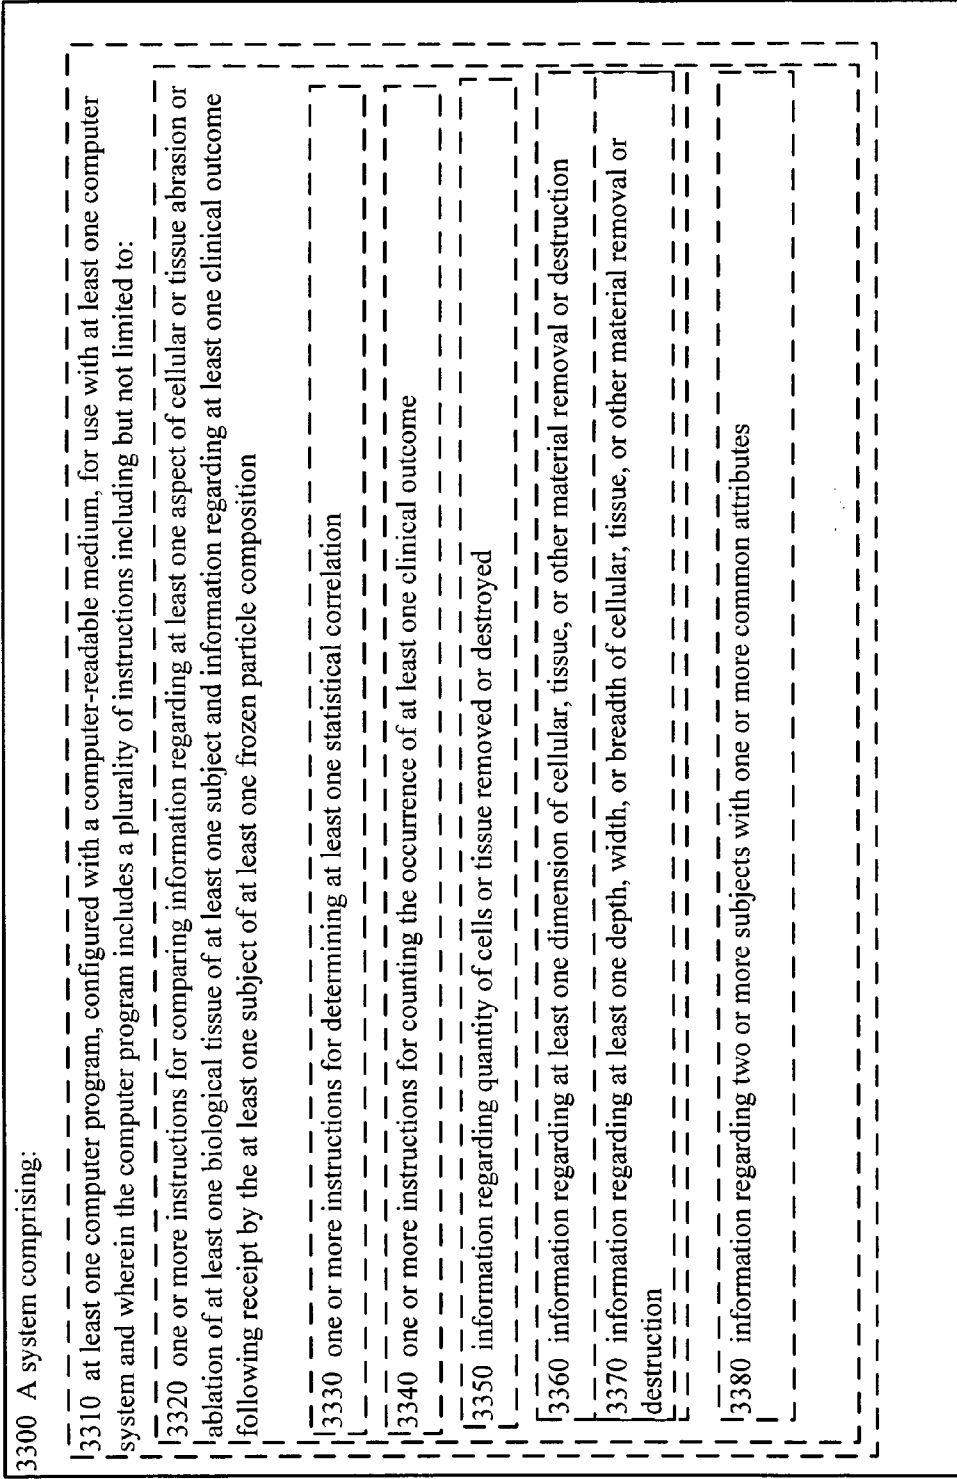 3300 A system comprising:
3310 at least one computer program, configured with a computer-readable medium, for use with at least one computer
system and wherein the computer program includes a plurality of instructions including but not limited to:
3320 one or more instructions for comparing information regarding at least one aspect of cellular or tissue abrasion or
ablation of at least one biological tissue of at least one subject and information regarding at least one clinical outcome
following receipt by the at least one subject of at least one frozen particle composition
3330 one or more instructions for determining at least one statistical correlation
3340 one or more instructions for counting the occurrence of at least one clinical outcome
3350 information regarding quantity of cells or tissue removed or destroyed
3360 information regarding at least one dimension of cellular, tissue, or other material removal or destruction
3370 information regarding at least one depth, width, or breadth of cellular, tissue, or other material removal or
destruction
3380 information regarding two or more subjects with one or more common attributes